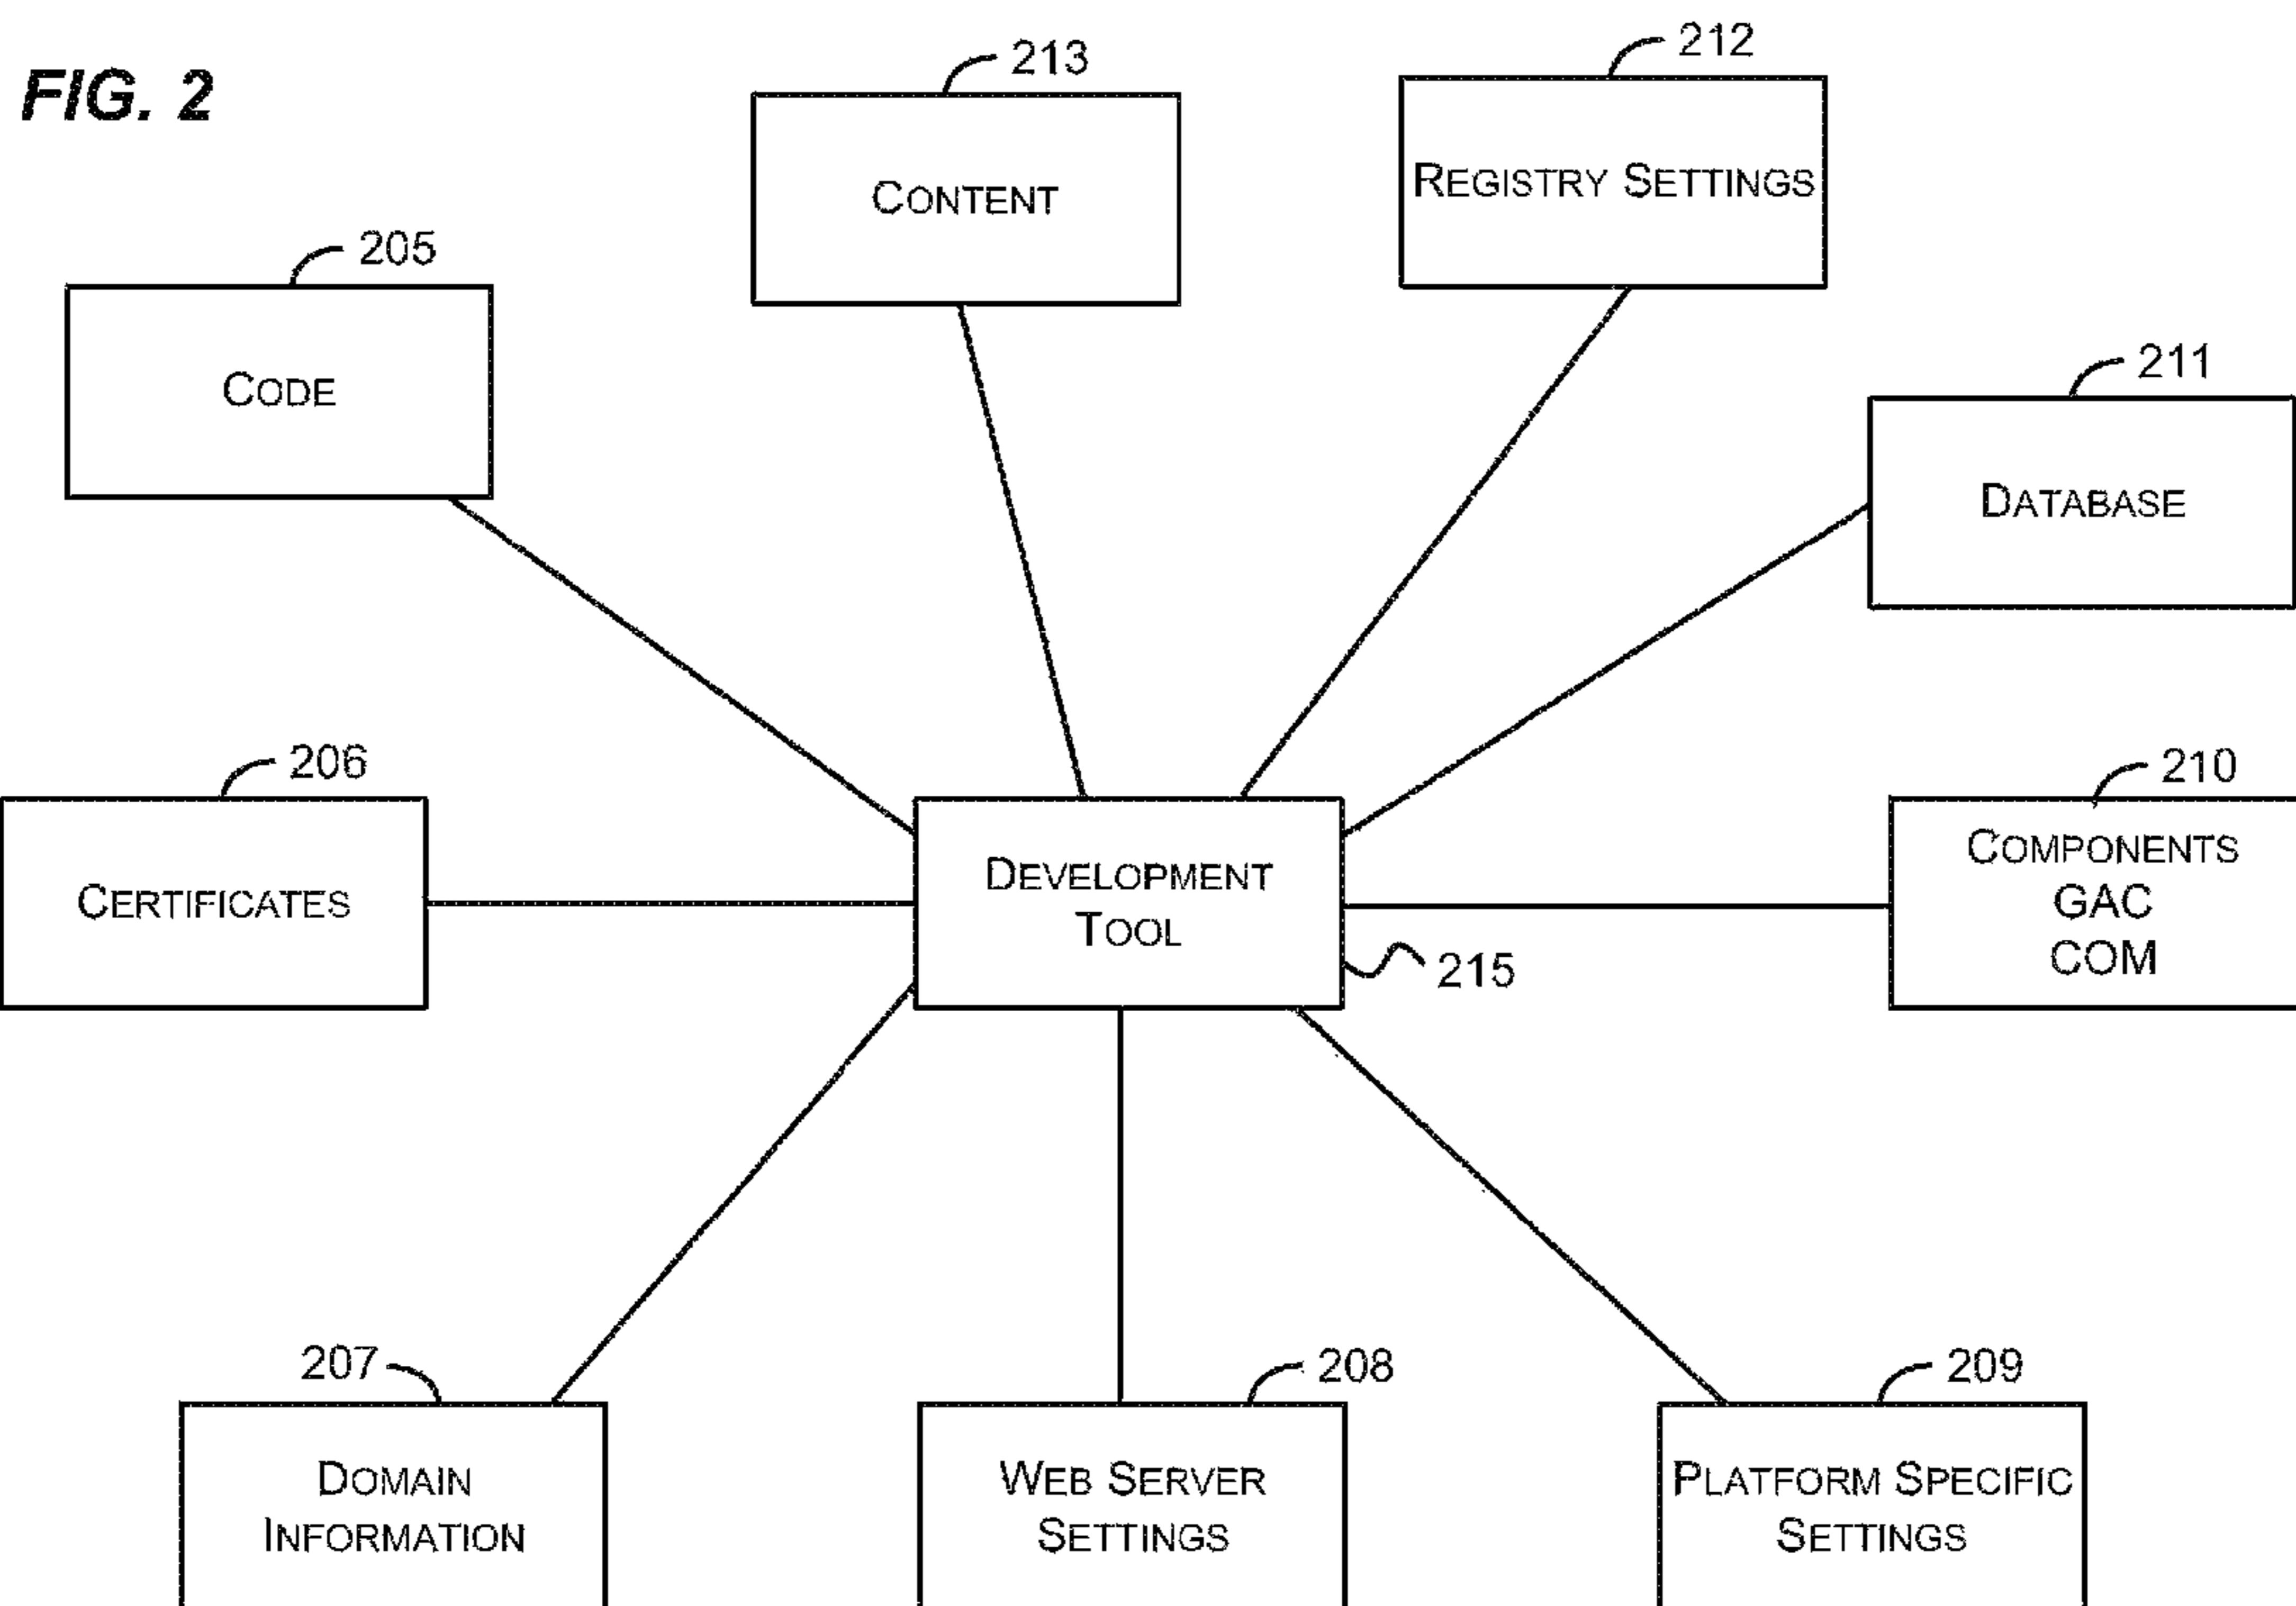 FIG. 2
213
CONTENT
212
REGISTRY SETTINGS
205
CODE
211
DATABASE
206
CERTIFICATES
DEVELOPMENT
TOOL
215
210
COMPONENTS
GAC
COM
207
DOMAIN
INFORMATION
208
WEB SERVER
SETTINGS
209
PLATFORM SPECIFIC
SETTINGS